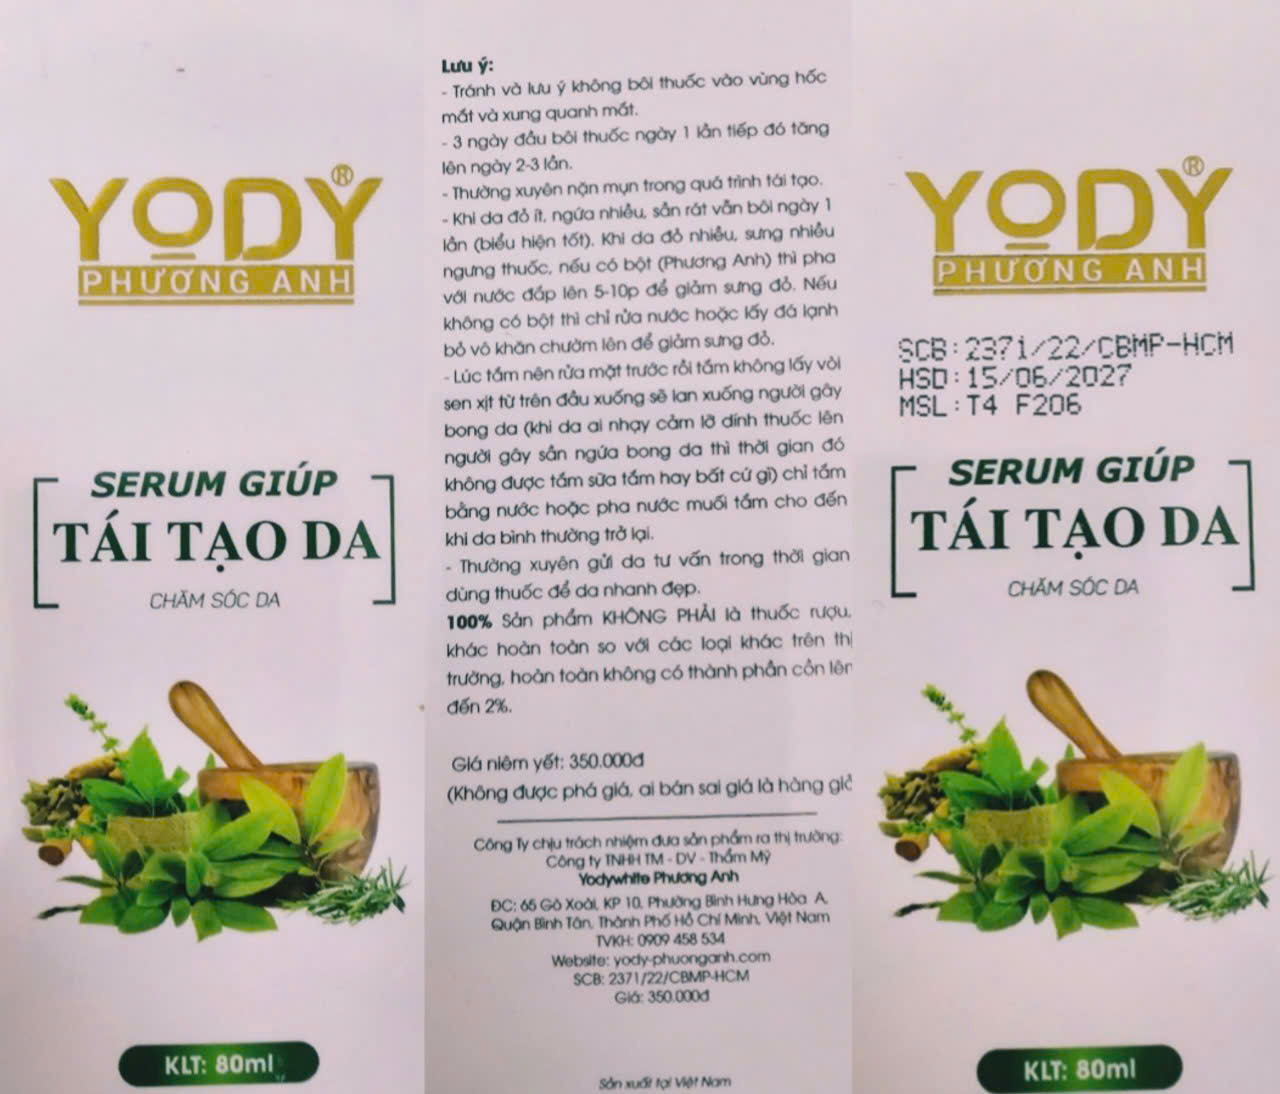 YODY®
PHƯƠNG ANH
SERUM GIÚP
TÁI TẠO DA
CHĂM SÓC DA
KLT: 80ml
Lưu ý:
- Tránh và lưu ý không bôi thuốc vào vùng hốc
mắt và xung quanh mắt.
- 3 ngày đầu bôi thuốc ngày 1 lần tiếp đó tăng
lên ngày 2-3 lần.
- Thường xuyên nặn mụn trong quá trình tái tạo.
- Khi da đỏ ít, ngứa nhiều, sần rát vẫn bôi ngày 1
lần (biểu hiện tốt). Khi da đỏ nhiều, sưng nhiều
ngưng thuốc, nếu có bột (Phương Anh) thì pha
với nước đắp lên 5-10p để giảm sưng đỏ. Nếu
không có bột thì chỉ rửa nước hoặc lấy đá lạnh
bỏ vô khăn chườm lên để giảm sưng đỏ.
- Lúc tắm nên rửa mặt trước rồi tắm không lấy vòi
sen xịt từ trên đầu xuống sẽ lan xuống người gây
bong da (khi da ai nhạy cảm lỡ dính thuốc lên
người gây sần ngứa bong da thì thời gian đó
không được tắm sữa tắm hay bất cứ gì) chỉ tắm
bằng nước hoặc pha nước muối tắm cho đến
khi da bình thường trở lại.
- Thường xuyên gửi da tư vấn trong thời gian
dùng thuốc để da nhanh đẹp.
100% Sản phẩm KHÔNG PHẢI là thuốc rượu,
khác hoàn toàn so với các loại khác trên thị
trường, hoàn toàn không có thành phần cồn lên
đến 2%.
Giá niêm yết: 350.000đ
(Không được phá giá, ai bán sai giá là hàng giả
Công Ty chịu trách nhiệm đưa sản phẩm ra thị trường:
Công ty TNHH TM - DV - Thẩm Mỹ
Yodywhite Phương Anh
ĐC: 65 Gò Xoài, KP 10, Phường Bình Hưng Hòa A,
Quận Bình Tân, Thành Phố Hồ Chí Minh, Việt Nam
TVKH: 0909 458 534
Website: yody-phuonganh.com
SCB: 2371/22/CBMP-HCM
Giá: 350.000đ
Sản xuất tại Việt Nam
YODY®
PHƯƠNG ANH
SCB:2371/22/CBMP-HCM
HSD:15/06/2027
MSL:T4 F206
SERUM GIÚP
TÁI TẠO DA
CHĂM SÓC DA
KLT: 80ml